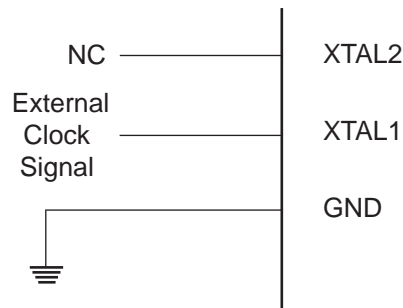 NC
XTAL2
External
Clock
Signal
XTAL1
GND